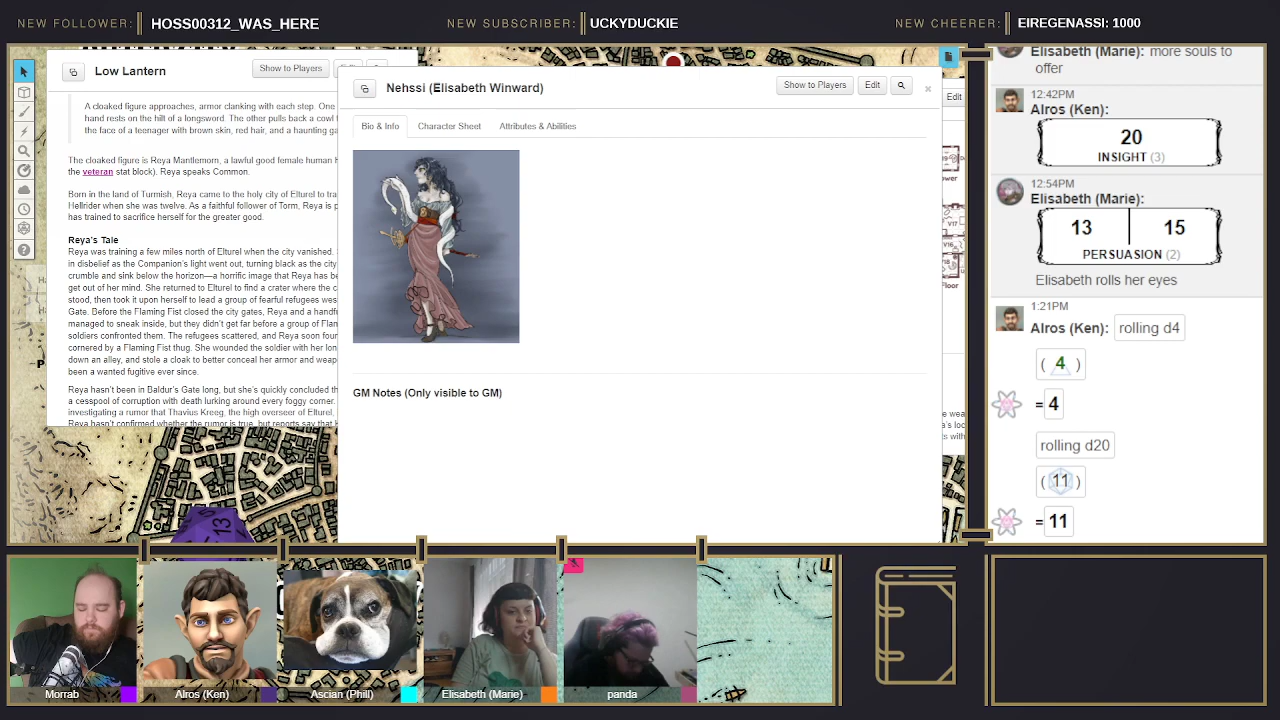 NEW FOLLOWER: HOSS00312_WAS_HERE
NEW SUBSCRIBER: UCKYDUCKIE
NEW CHEERER: EIREGENASSI: 1000
Low Lantern
Show to Players
A cloaked figure approaches, armor clanking with each step. One
hand rests on the hilt of a longsword. The other pulls back a cowl
the face of a teenager with brown skin, red hair, and a haunting ga
The cloaked figure is Reya Mantlemorn, a lawful good female human
the veteran stat block). Reya speaks Common.
Born in the land of Turmish, Reya came to the holy city of Elturel to tra
Hellrider when she was twelve. As a faithful follower of Torm, Reya is p
has trained to sacrifice herself for the greater good.
Reya's Tale
Reya was training a few miles north of Elturel when the city vanished.
in disbelief as the Companion's light went out, turning black as the city
crumble and sink below the horizon—a horrific image that Reya has be
get out of her mind. She returned to Elturel to find a crater where the c
stood, then took it upon herself to lead a group of fearful refugees wes
Gate. Before the Flaming Fist closed the city gates, Reya and a handfu
managed to sneak inside, but they didn't get far before a group of Flam
soldiers confronted them. The refugees scattered, and Reya soon four
cornered by a Flaming Fist thug. She wounded the soldier with her lon
down an alley, and stole a cloak to better conceal her armor and weap
been a wanted fugitive ever since.
Reya hasn't been in Baldur's Gate long, but she's quickly concluded th
a cesspool of corruption with death lurking around every foggy corner.
investigating a rumor that Thavius Kreeg, the high overseer of Elturel,
Reya hasn't confirmed whether the rumor is true, but reports say that
Nehssi (Elisabeth Winward)
Show to Players
Edit
Bio & Info
Character Sheet
Attributes & Abilities
GM Notes (Only visible to GM)
Edit
ower
V17
V16
V18
Floor
e wea
a's loc
ts with
Elisabeth (Marie): more souls to
offer
12:42PM
Alros (Ken):
20
INSIGHT (3)
12:54PM
Elisabeth (Marie):
13 15
PERSUASION (2)
Elisabeth rolls her eyes
1:21PM
Alros (Ken): rolling d4
( 4 )
=4
rolling d20
( 11 )
=11
13
Morrab
Alros (Ken)
Ascian (Phill)
Elisabeth (Marie)
panda